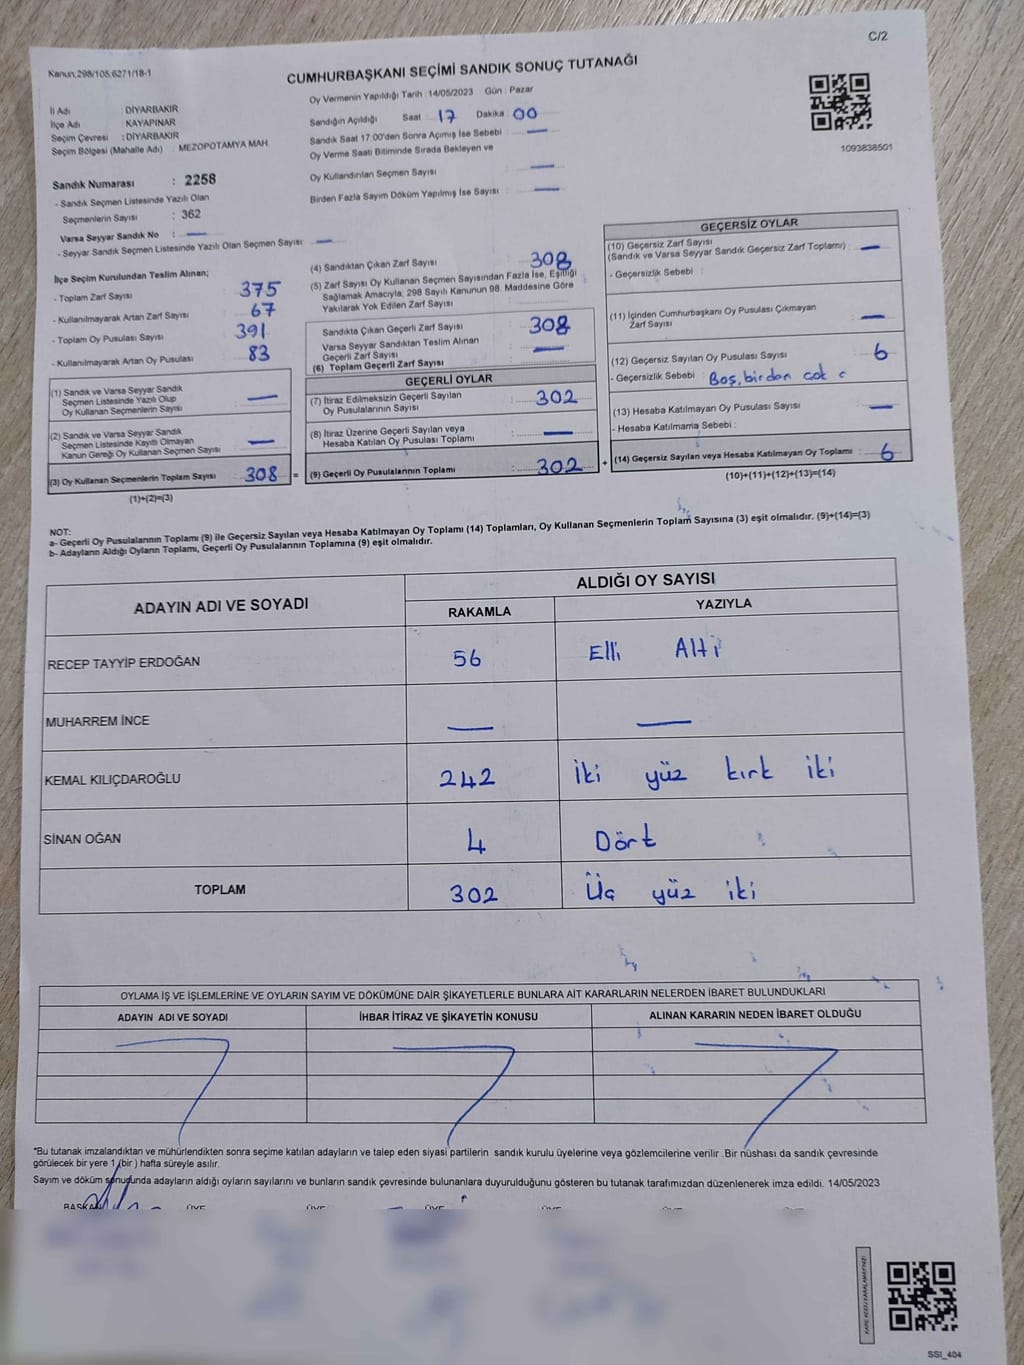 C/2
Kanun.298/105.6271/18-1
CUMHURBAŞKANI SEÇİMİ SANDIK SONUÇ TUTANAĞI
Oy Vermenin Yapıldığı Tarih : 14/05/2023 Gün : Pazar
İl Adı : DİYARBAKIR
İlçe Adı : KAYAPINAR
Seçim Çevresi : DİYARBAKIR
Seçim Bölgesi (Mahalle Adı) : MEZOPOTAMYA MAH.
Sandığın Açıldığı Saat : 17 Dakika : 00
Sandık Saat 17:00'den Sonra Açımış İse Sebebi : —
Oy Verme Saati Bitiminde Sırada Bekleyen ve
Oy Kullandırılan Seçmen Sayısı : —
Birden Fazla Sayım Döküm Yapılmış İse Sayısı : —
1093838501
Sandık Numarası : 2258
- Sandık Seçmen Listesinde Yazılı Olan
Seçmenlerin Sayısı : 362
Varsa Seyyar Sandık No : —
- Seyyar Sandık Seçmen Listesinde Yazılı Olan Seçmen Sayısı: —
İlçe Seçim Kurulundan Teslim Alınan;
- Toplam Zarf Sayısı : 375
- Kullanılmayarak Artan Zarf Sayısı : 67
- Toplam Oy Pusulası Sayısı : 391
- Kullanılmayarak Artan Oy Pusulası : 83
(1) Sandık ve Varsa Seyyar Sandık
Seçmen Listesinde Yazılı Olup
Oy Kullanan Seçmenlerin Sayısı : —
(2) Sandık ve Varsa Seyyar Sandık
Seçmen Listesinde Kayıtlı Olmayan
Kanun Gereği Oy Kullanan Seçmen Sayısı : —
(3) Oy Kullanan Seçmenlerin Toplam Sayısı : 308 =
(1)+(2)=(3)
(4) Sandıktan Çıkan Zarf Sayısı : 308
(5) Zarf Sayısı Oy Kullanan Seçmen Sayısından Fazla İse, Eşitliği
Sağlamak Amacıyla, 298 Sayılı Kanunun 98. Maddesine Göre
Yakılarak Yok Edilen Zarf Sayısı :
Sandıkta Çıkan Geçerli Zarf Sayısı : 308
Varsa Seyyar Sandıktan Teslim Alınan
Geçerli Zarf Sayısı : —
(6) Toplam Geçerli Zarf Sayısı :
GEÇERLİ OYLAR
(7) İtiraz Edilmeksizin Geçerli Sayılan
Oy Pusulalarının Sayısı : 302
(8) İtiraz Üzerine Geçerli Sayılan veya
Hesaba Katılan Oy Pusulası Toplamı : —
(9) Geçerli Oy Pusulalarının Toplamı : 302 +
GEÇERSİZ OYLAR
(10) Geçersiz Zarf Sayısı
(Sandık ve Varsa Seyyar Sandık Geçersiz Zarf Toplamı) : —
- Geçersizlik Sebebi :
(11) İçinden Cumhurbaşkanı Oy Pusulası Çıkmayan
Zarf Sayısı : —
(12) Geçersiz Sayılan Oy Pusulası Sayısı : 6
- Geçersizlik Sebebi : Boş, birden çok
(13) Hesaba Katılmayan Oy Pusulası Sayısı : —
- Hesaba Katılmama Sebebi :
(14) Geçersiz Sayılan veya Hesaba Katılmayan Oy Toplamı : 6
(10)+(11)+(12)+(13)=(14)
NOT:
a- Geçerli Oy Pusulalarının Toplamı (9) ile Geçersiz Sayılan veya Hesaba Katılmayan Oy Toplamı (14) Toplamları, Oy Kullanan Seçmenlerin Toplam Sayısına (3) eşit olmalıdır. (9)+(14)=(3)
b- Adayların Aldığı Oyların Toplamı, Geçerli Oy Pusulalarının Toplamına (9) eşit olmalıdır.
ADAYIN ADI VE SOYADI ALDIĞI OY SAYISI
RAKAMLA YAZIYLA
RECEP TAYYİP ERDOĞAN 56 Elli Altı
MUHARREM İNCE — —
KEMAL KILIÇDAROĞLU 242 İki yüz kırk iki
SİNAN OĞAN 4 Dört
TOPLAM 302 Üç yüz iki
OYLAMA İŞ VE İŞLEMLERİNE VE OYLARIN SAYIM VE DÖKÜMÜNE DAİR ŞİKAYETLERLE BUNLARA AİT KARARLARIN NELERDEN İBARET BULUNDUKLARI
ADAYIN ADI VE SOYADI İHBAR İTİRAZ VE ŞİKAYETİN KONUSU ALINAN KARARIN NEDEN İBARET OLDUĞU
*Bu tutanak imzalandıktan ve mühürlendikten sonra seçime katılan adayların ve talep eden siyasi partilerin sandık kurulu üyelerine veya gözlemcilerine verilir .Bir nüshası da sandık çevresinde
görülecek bir yere 1 (bir ) hafta süreyle asılır.
Sayım ve döküm sonucunda adayların aldığı oyların sayılarını ve bunların sandık çevresinde bulunanlara duyurulduğunu gösteren bu tutanak tarafımızdan düzenlenerek imza edildi. 14/05/2023
BAŞKAN ÜYE ÜYE ÜYE ÜYE ÜYE ÜYE
KARE KODU KARALAMAYINIZ!
SSI_404